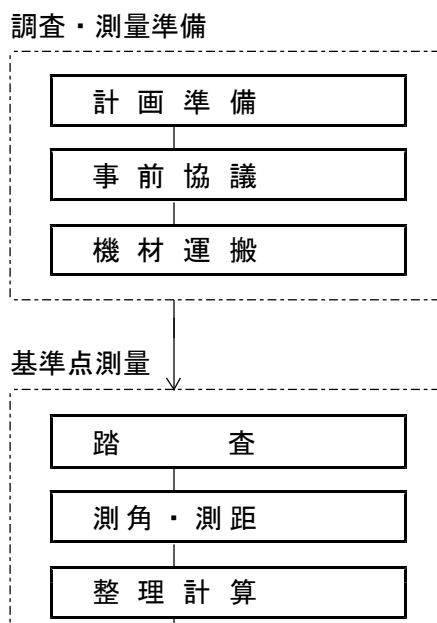 調査・測量準備
計画準備
事前協議
機材運搬
基準点測量
踏査
測角・測距
整理計算